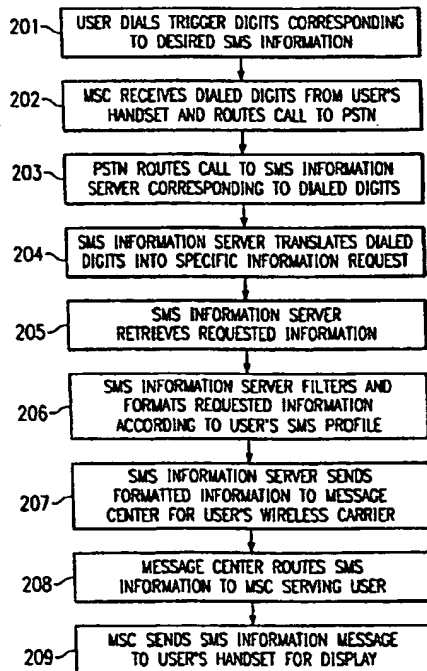 201
USER DIALS TRIGGER DIGITS CORRESPONDING
TO DESIRED SMS INFORMATION
202
MSC RECEIVES DIALED DIGITS FROM USER'S
HANDSET AND ROUTES CALL TO PSTN
203
PSTN ROUTES CALL TO SMS INFORMATION
SERVER CORRESPONDING TO DIALED DIGITS
204
SMS INFORMATION SERVER TRANSLATES DIALED
DIGITS INTO SPECIFIC INFORMATION REQUEST
205
SMS INFORMATION SERVER
RETRIEVES REQUESTED INFORMATION
206
SMS INFORMATION SERVER FILTERS AND
FORMATS REQUESTED INFORMATION
ACCORDING TO USER'S SMS PROFILE
207
SMS INFORMATION SERVER SENDS
FORMATTED INFORMATION TO MESSAGE
CENTER FOR USER'S WIRELESS CARRIER
208
MESSAGE CENTER ROUTES SMS
INFORMATION TO MSC SERVING USER
209
MSC SENDS SMS INFORMATION MESSAGE
TO USER'S HANDSET FOR DISPLAY